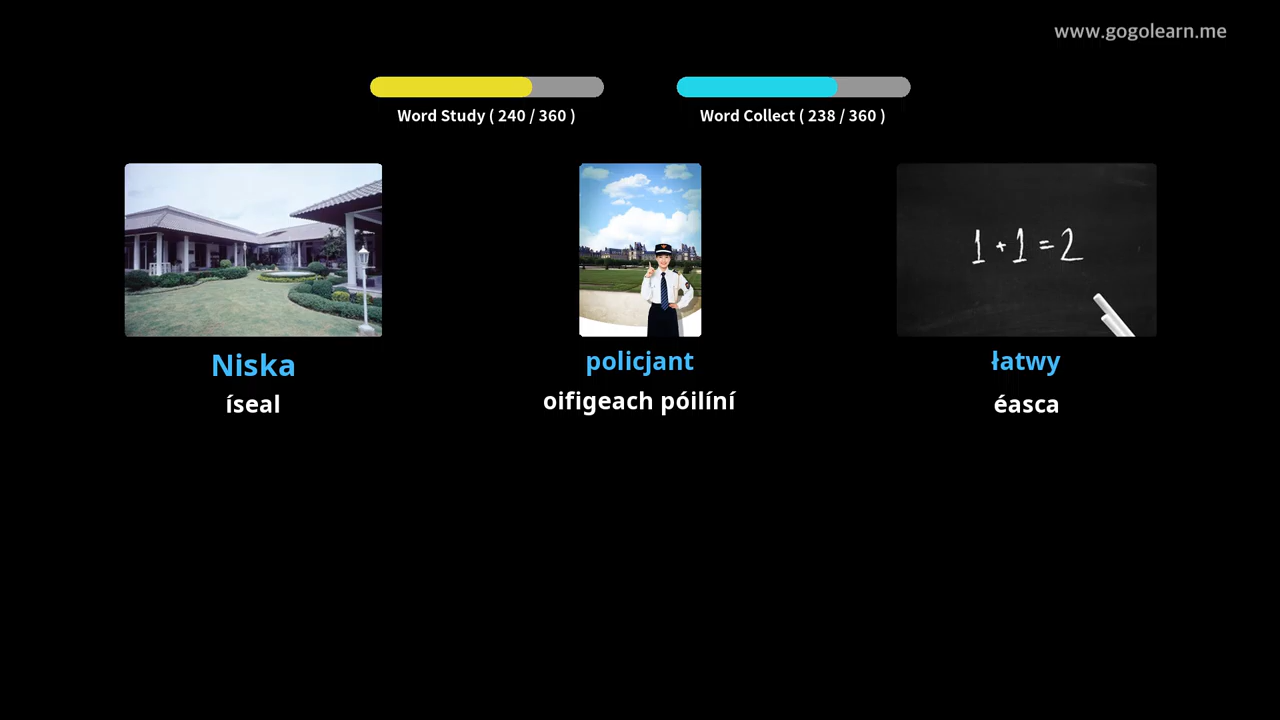 www.gogolearn.me
Word Study ( 240 / 360 )
Word Collect ( 238 / 360 )
1 + 1 = 2
Niska
policjant
łatwy
íseal
oifigeach póilíní
éasca